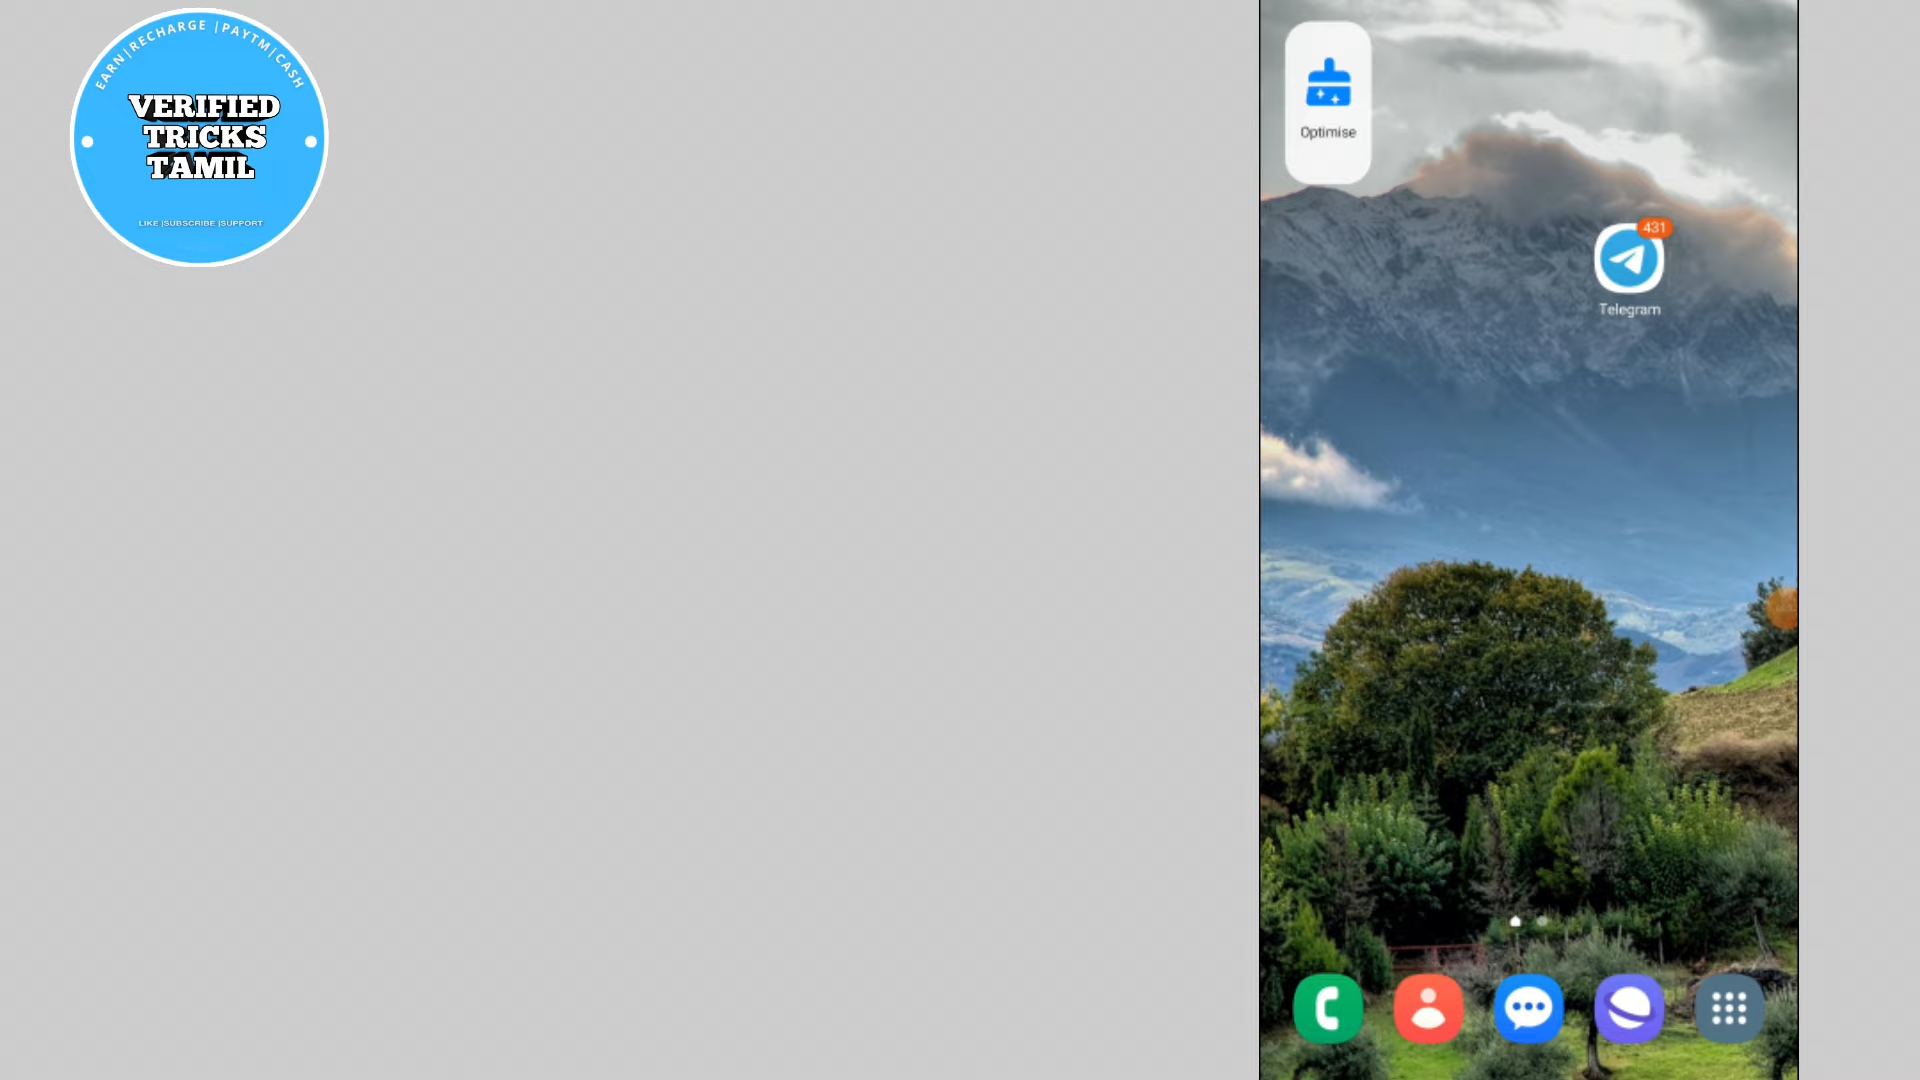 EARN|RECHARGE |PAYTM|CASH
VERIFIED
TRICKS
TAMIL
LIKE |SUBSCRIBE |SUPPORT
Optimise
431
Telegram